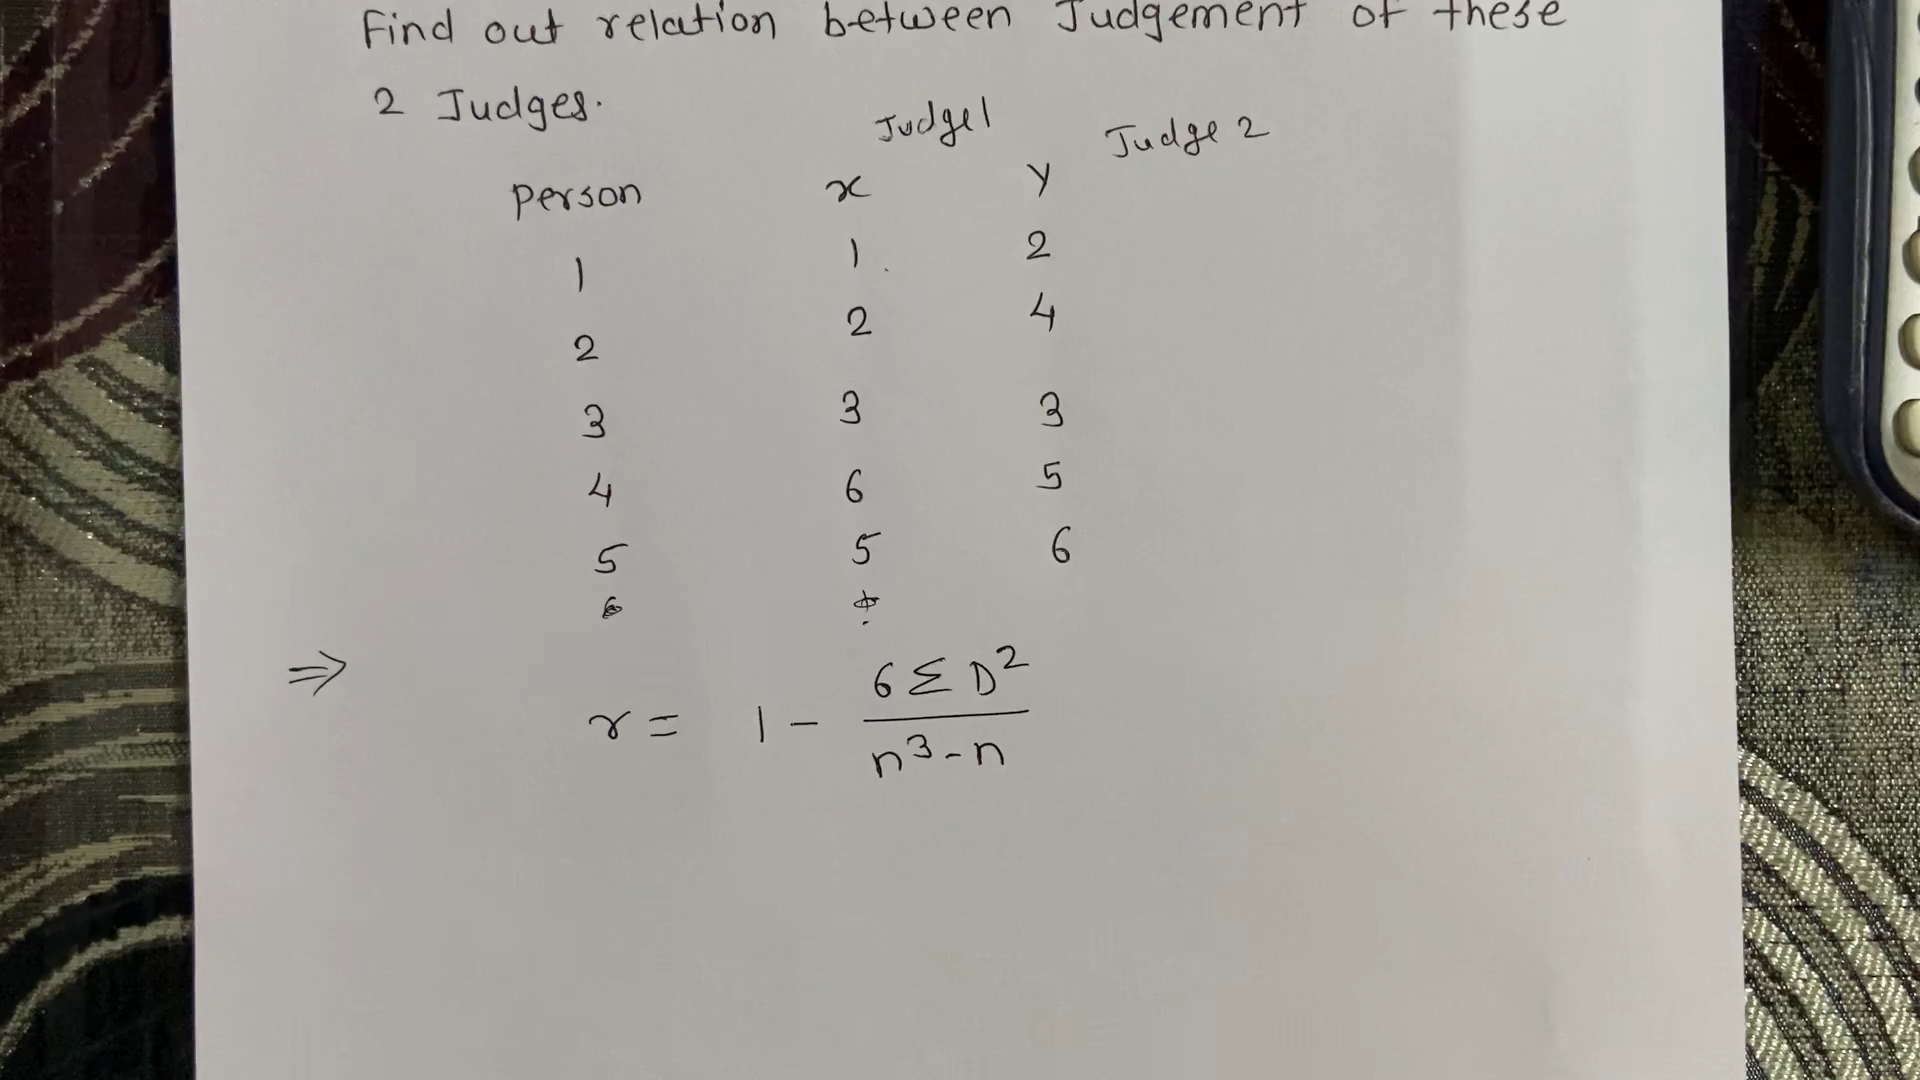 Find out relation between Judgement of these
2 Judges.
Judge1 Judge 2
Person x y
1 1 2
2 2 4
3 3 3
4 6 5
5 5 6
⇒
r = 1 - 6 Σ D² / n³ - n